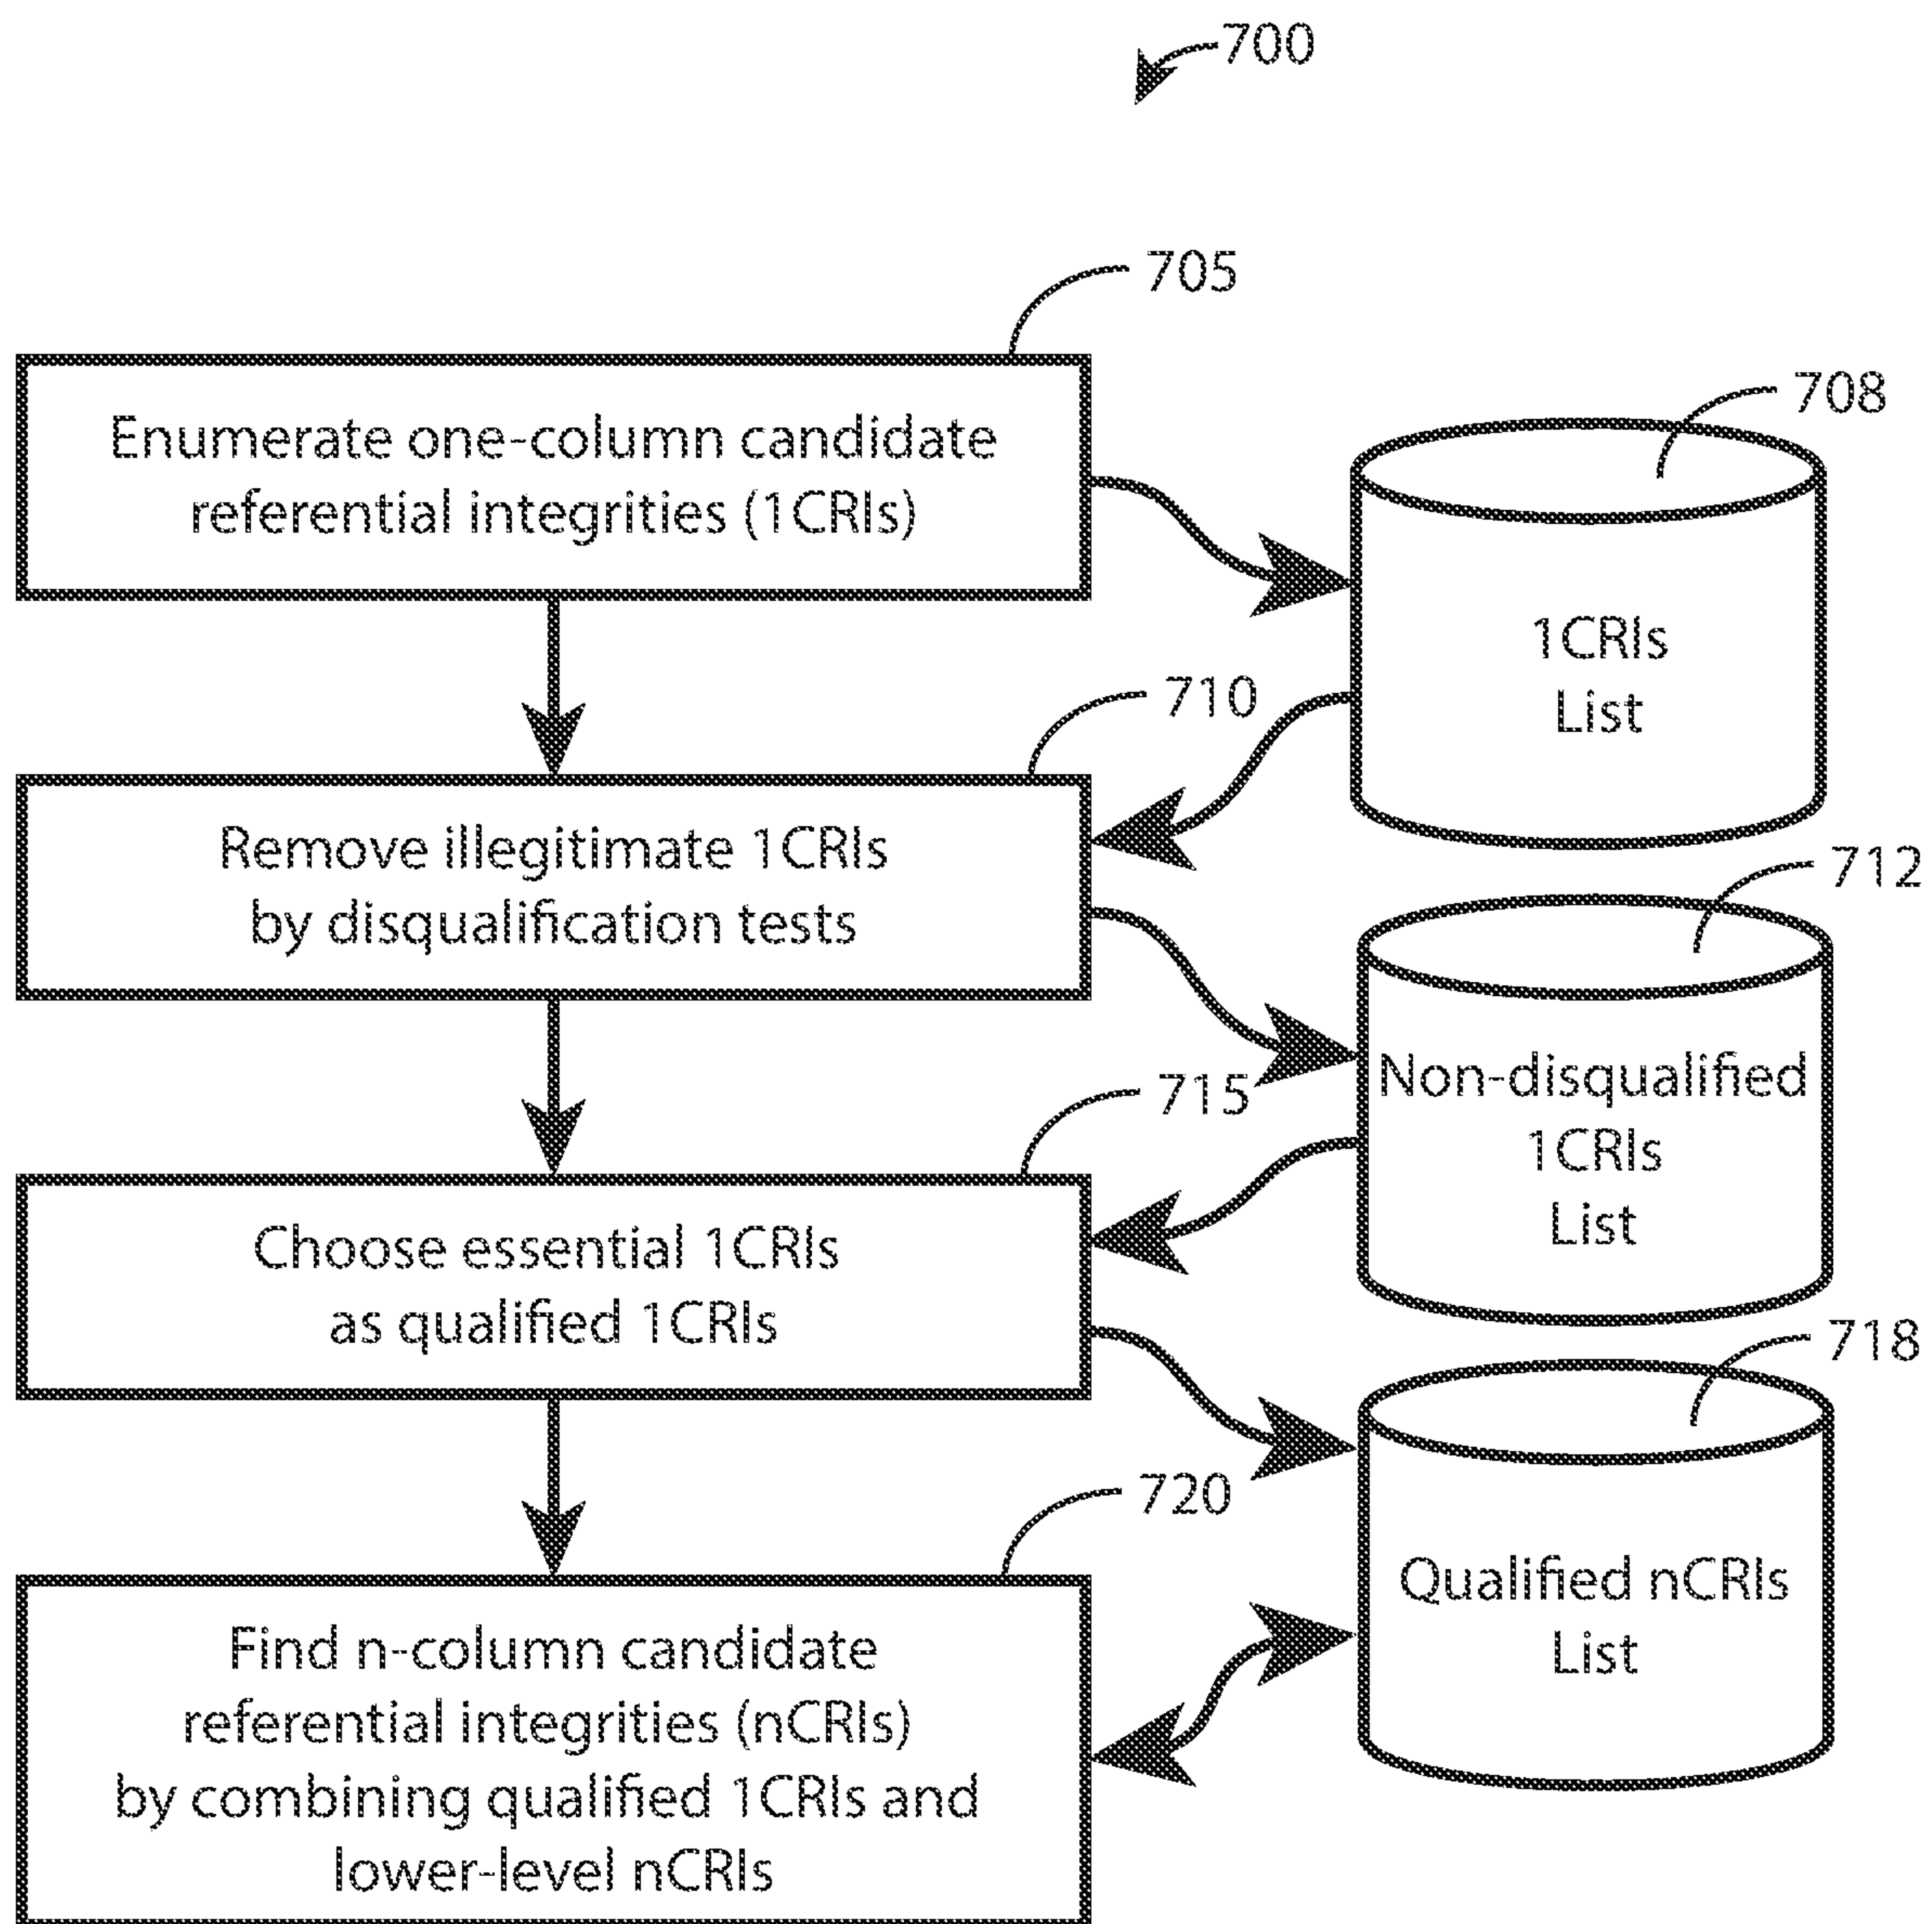 700
705
Enumerate one-column candidate
referential integrities (1CRIs)
708
1CRIs
List
710
Remove illegitimate 1CRIs
by disqualification tests
712
Non-disqualified
1CRIs
List
715
Choose essential 1CRIs
as qualified 1CRIs
718
Qualified nCRIs
List
720
Find n-column candidate
referential integrities (nCRIs)
by combining qualified 1CRIs and
lower-level nCRIs